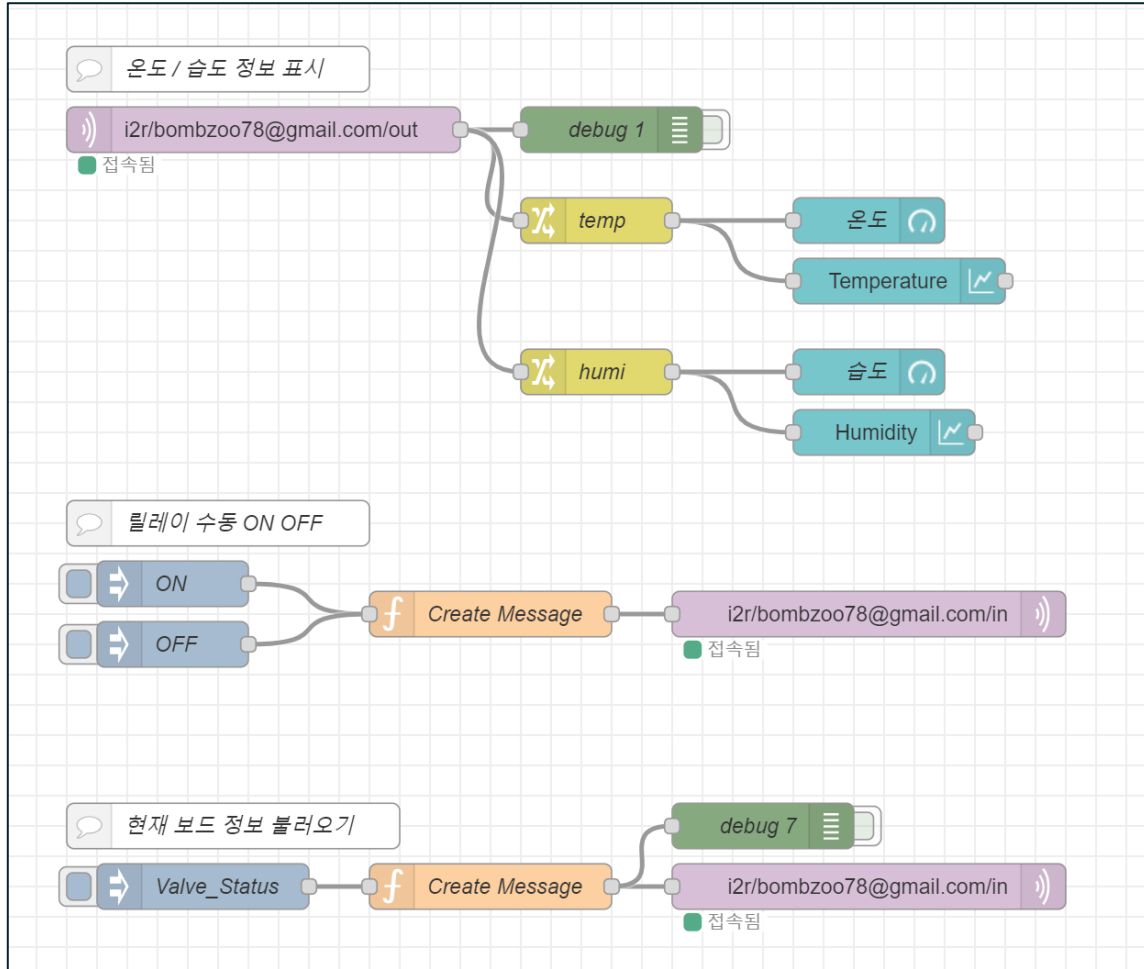 온도 / 습도 정보 표시
i2r/bombzoo78@gmail.com/out
접속됨
debug 1
temp
온도
Temperature
humi
습도
Humidity
릴레이 수동 ON OFF
ON
OFF
Create Message
i2r/bombzoo78@gmail.com/in
접속됨
현재 보드 정보 불러오기
debug 7
Valve_Status
Create Message
i2r/bombzoo78@gmail.com/in
접속됨